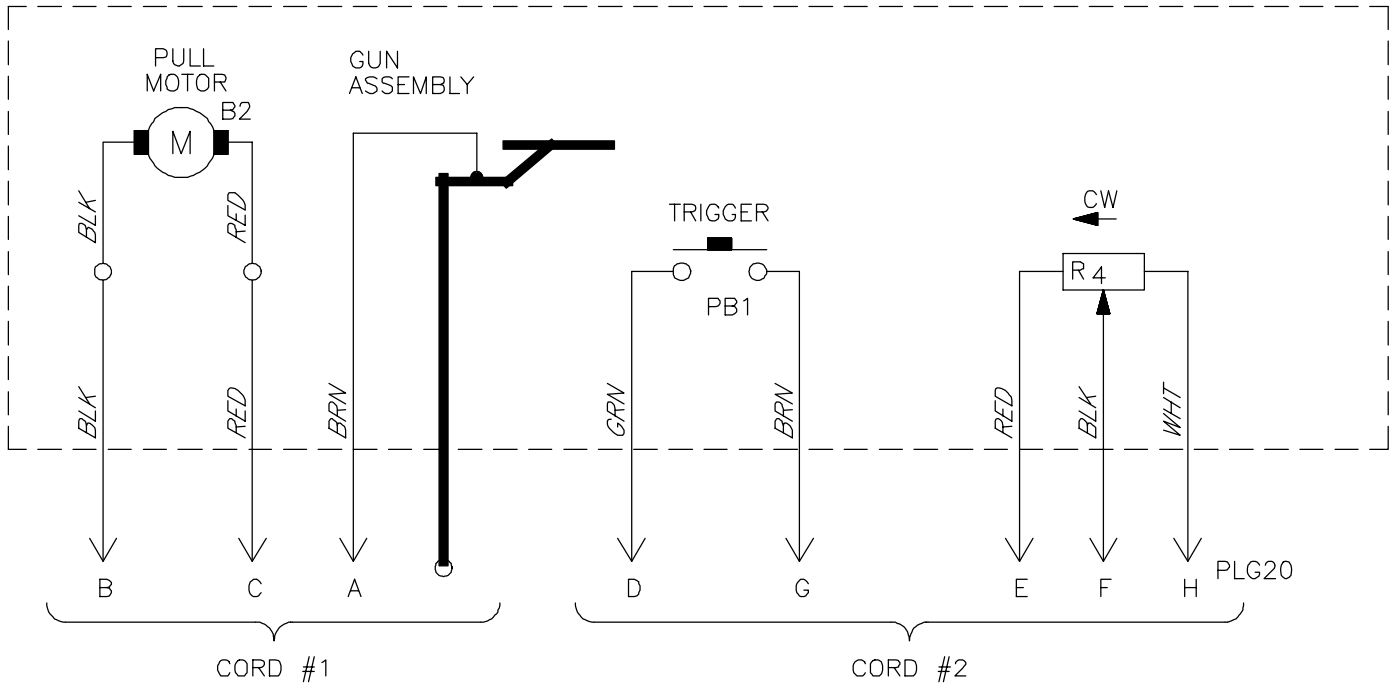 PULL
MOTOR
B2
M
GUN
ASSEMBLY
BLK
RED
TRIGGER
PB1
CW
R4
BLK
RED
BRN
GRN
BRN
RED
BLK
WHT
B
C
A
D
G
E
F
H
PLG20
CORD #1
CORD #2